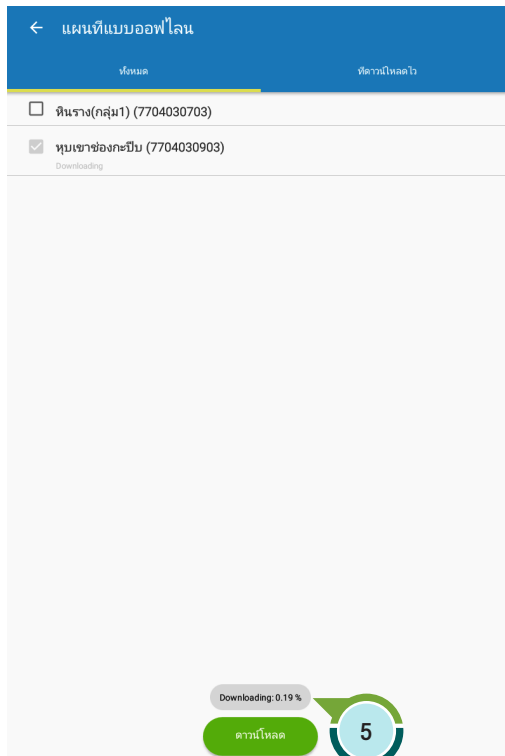 แผนที่แบบออฟไลน
ทั้งหมด
ที่ดาวน์ไหลดไว
หินราง(กลุ่ม1) (7704030703)
หุบเขาช่องกะปีบ (7704030903)
Downloading
Downloading: 0.19 %
ดาวน์โหลด
5